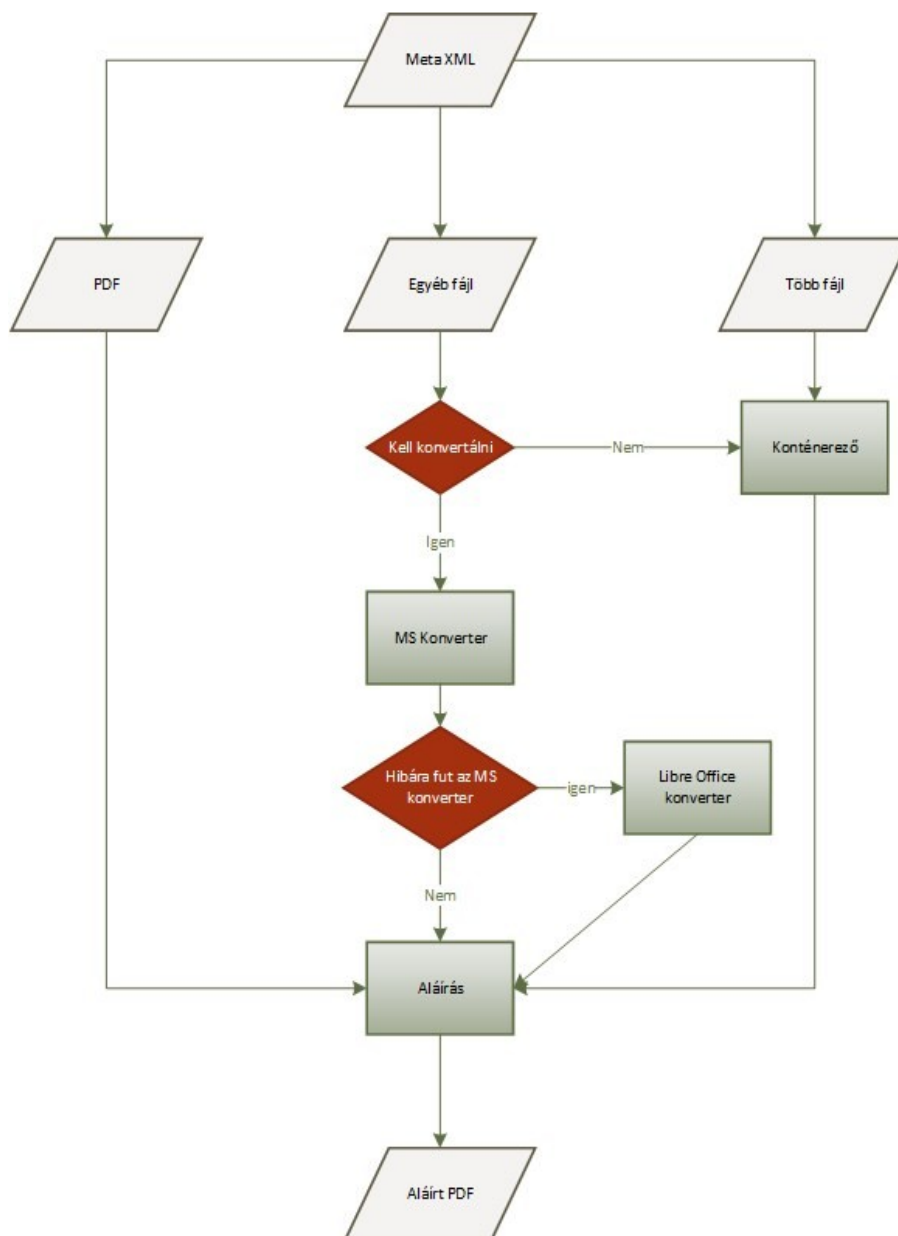 Meta XML
PDF
Egyéb fájl
Több fájl
Kell konvertálni
Nem
Konténerező
Igen
MS Konverter
Hibára fut az MS
konverter
igen
Libre Office
konverter
Nem
Aláírás
Aláírt PDF